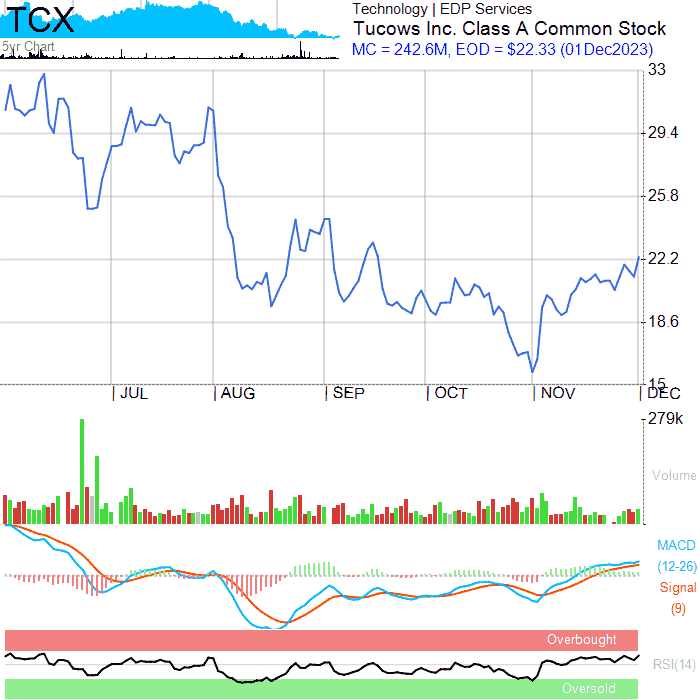 TCX
5yr Chart
Technology | EDP Services
Tucows Inc. Class A Common Stock
MC = 242.6M, EOD = $22.33 (01Dec2023)
33
29.4
25.8
22.2
18.6
15
JUL
AUG
SEP
OCT
NOV
DEC
279k
Volume
MACD
(12-26)
Signal
(9)
Overbought
RSI(14)
Oversold